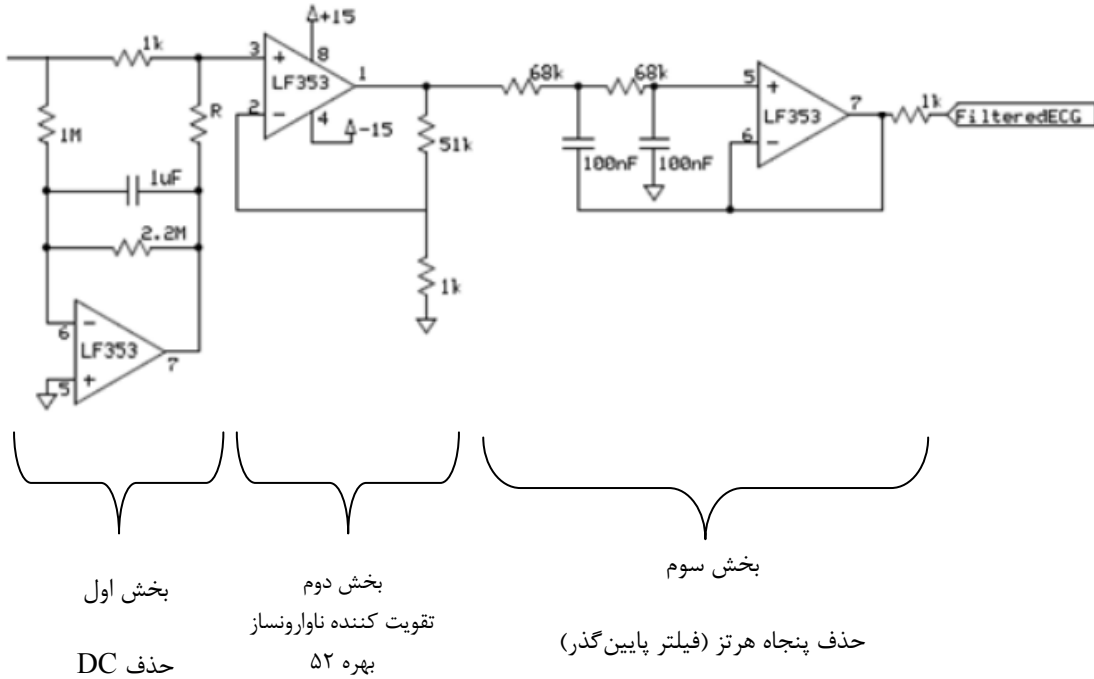 +15
1k
3
+
8
LF353
1
2
-
4
-15
1M
R
51k
1uF
2.2M
1k
6
-
LF353
7
5
+
68k
68k
5
+
LF353
7
6
-
1k
FilteredECG
100nF
100nF
بخش اول
حذف DC
بخش دوم
تقویت کننده ناوارونساز
بهره ۵۲
بخش سوم
حذف پنجاه هرتز (فیلتر پایین‌گذر)